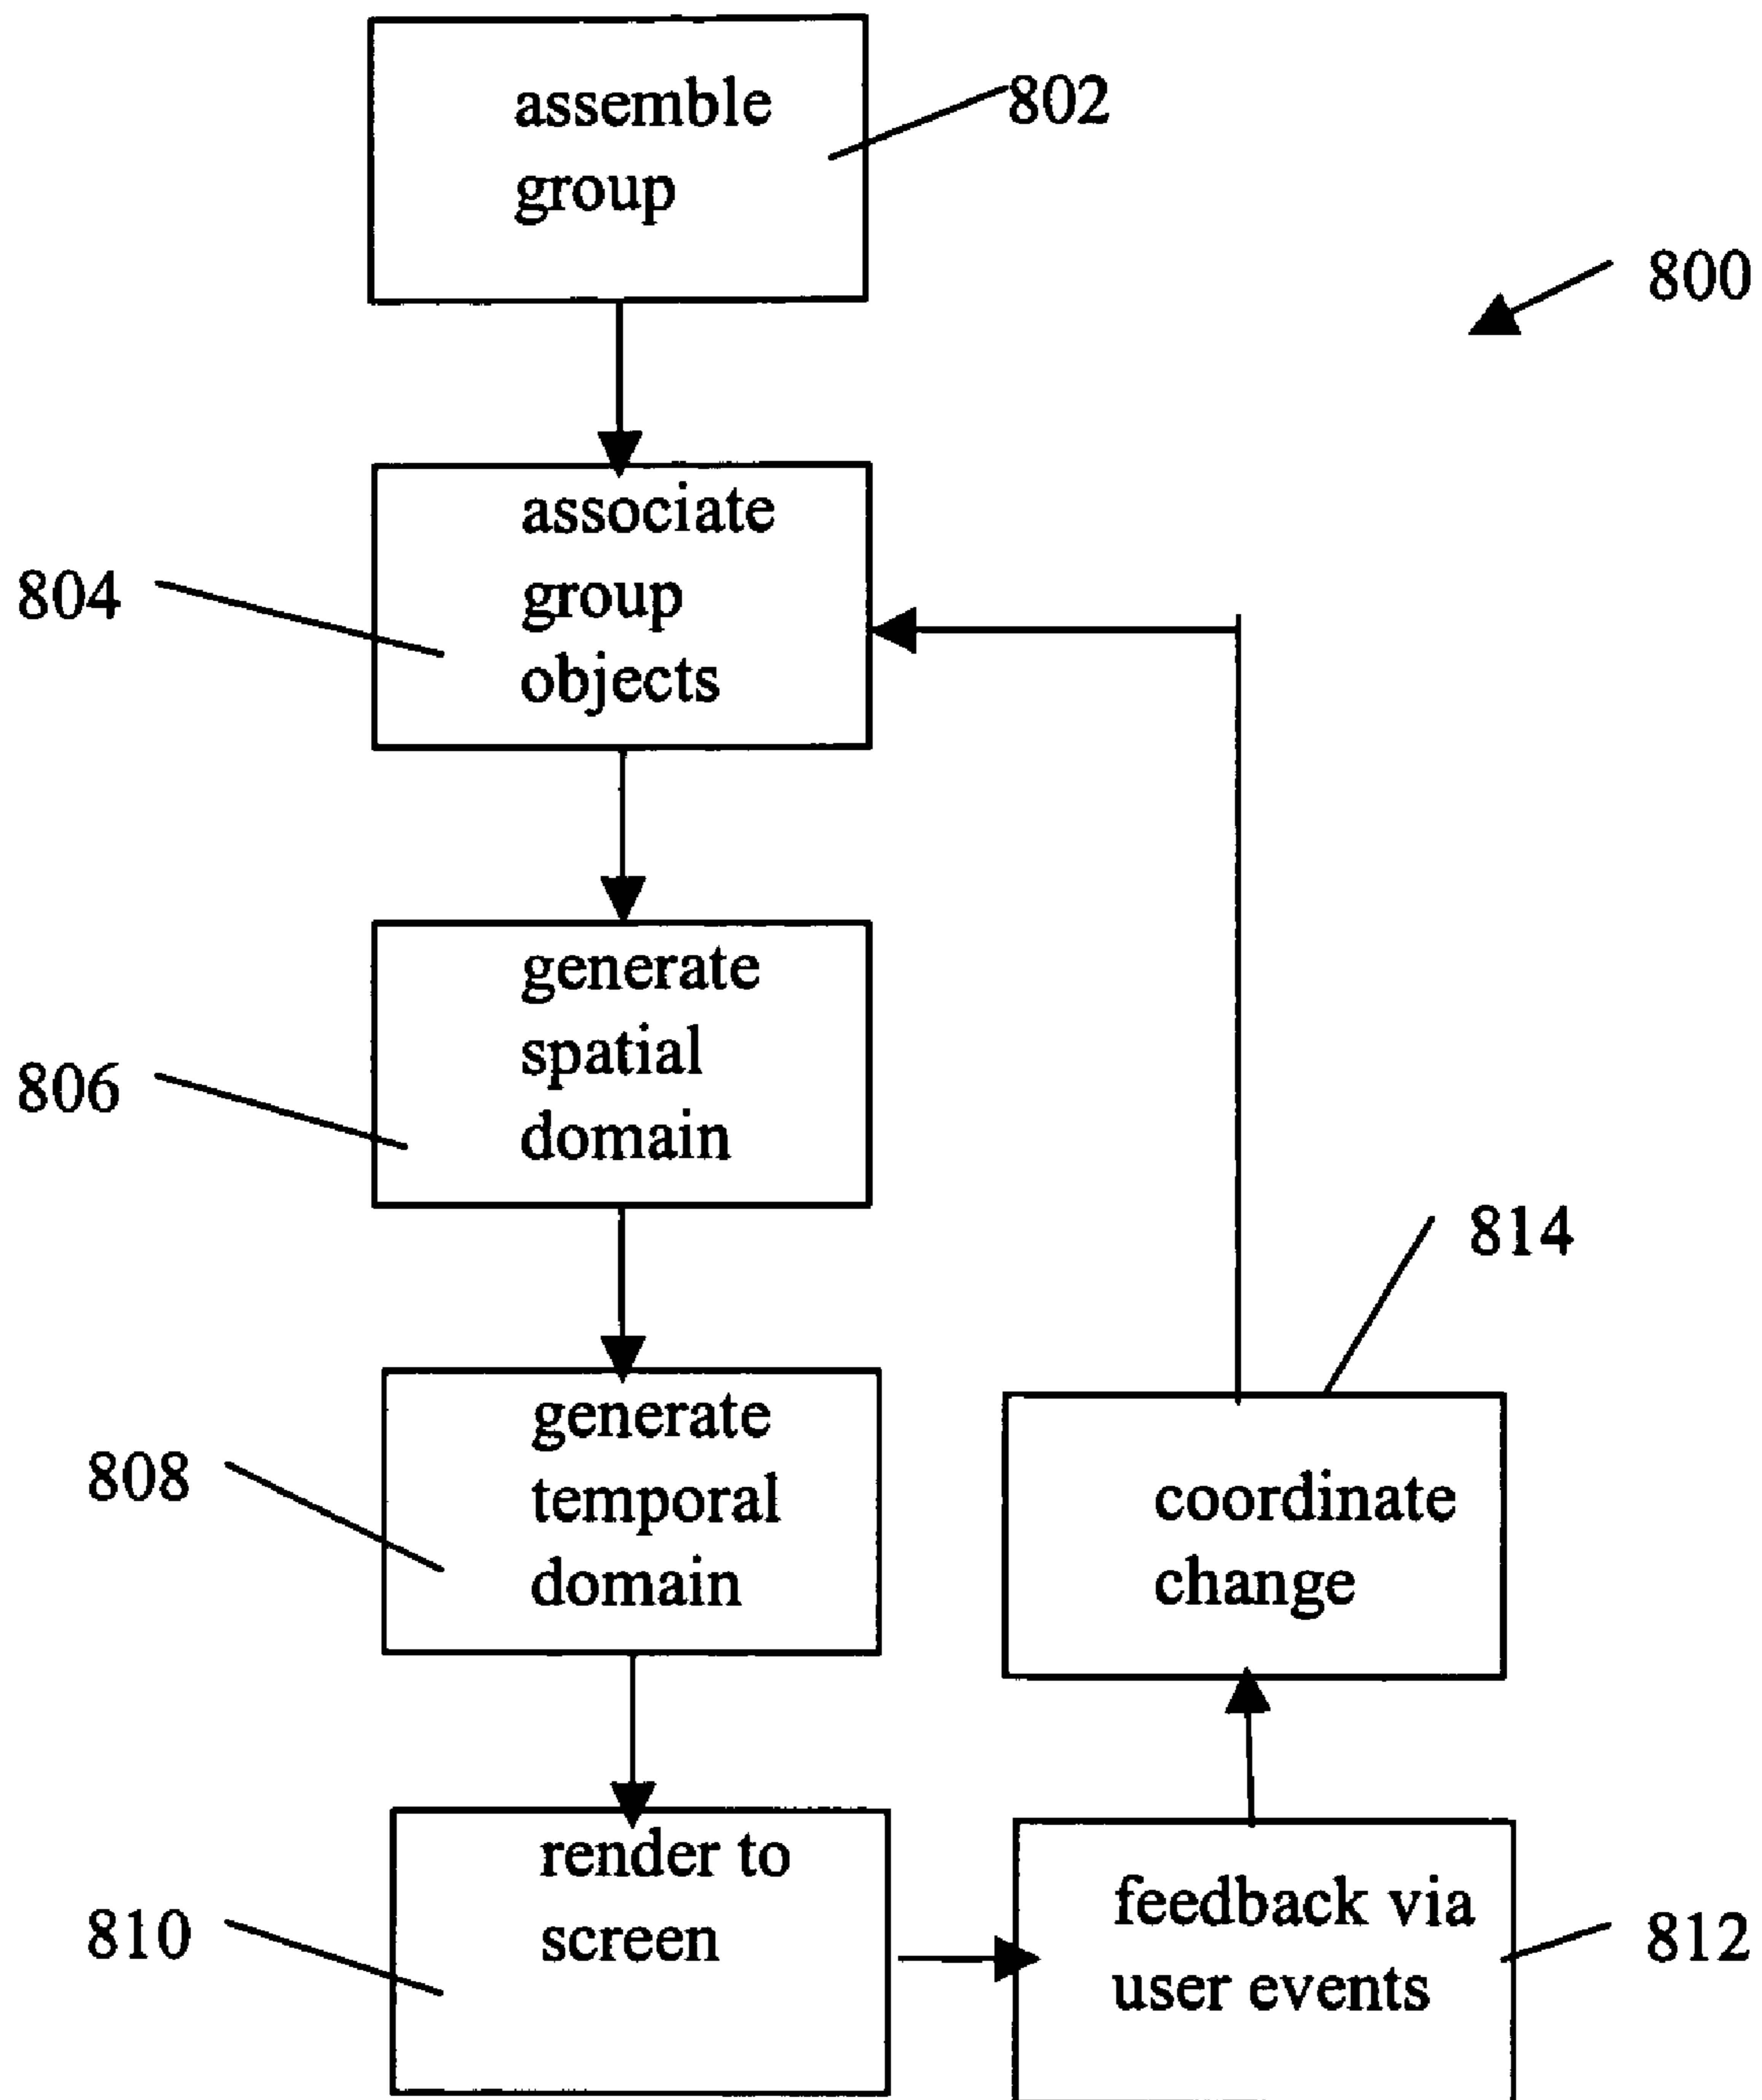 assemble
group
802
800
associate
group
objects
804
generate
spatial
domain
806
814
generate
temporal
domain
808
coordinate
change
render to
screen
810
feedback via
user events
812